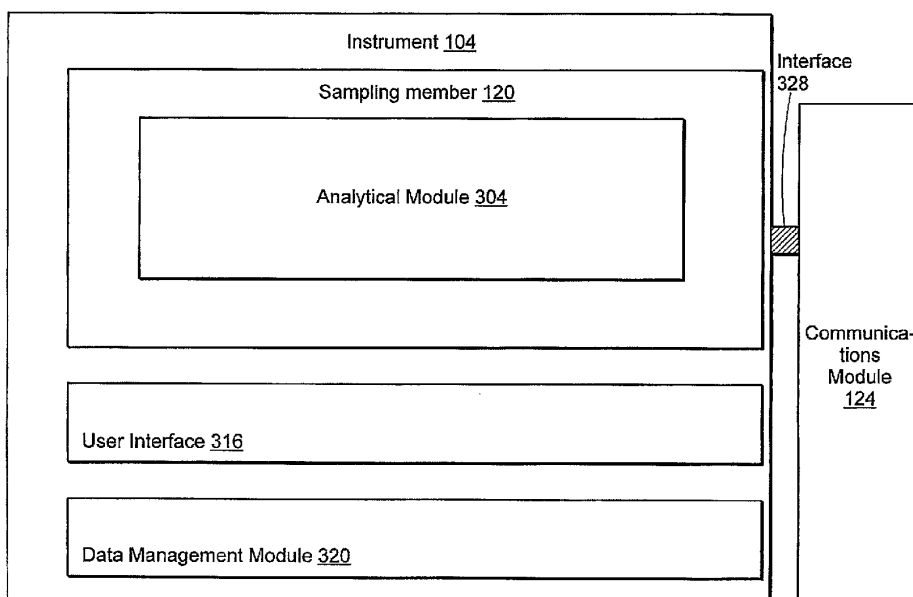 Instrument 104
Interface
328
Sampling member 120
Analytical Module 304
Communica-
tions
Module
124
User Interface 316
Data Management Module 320